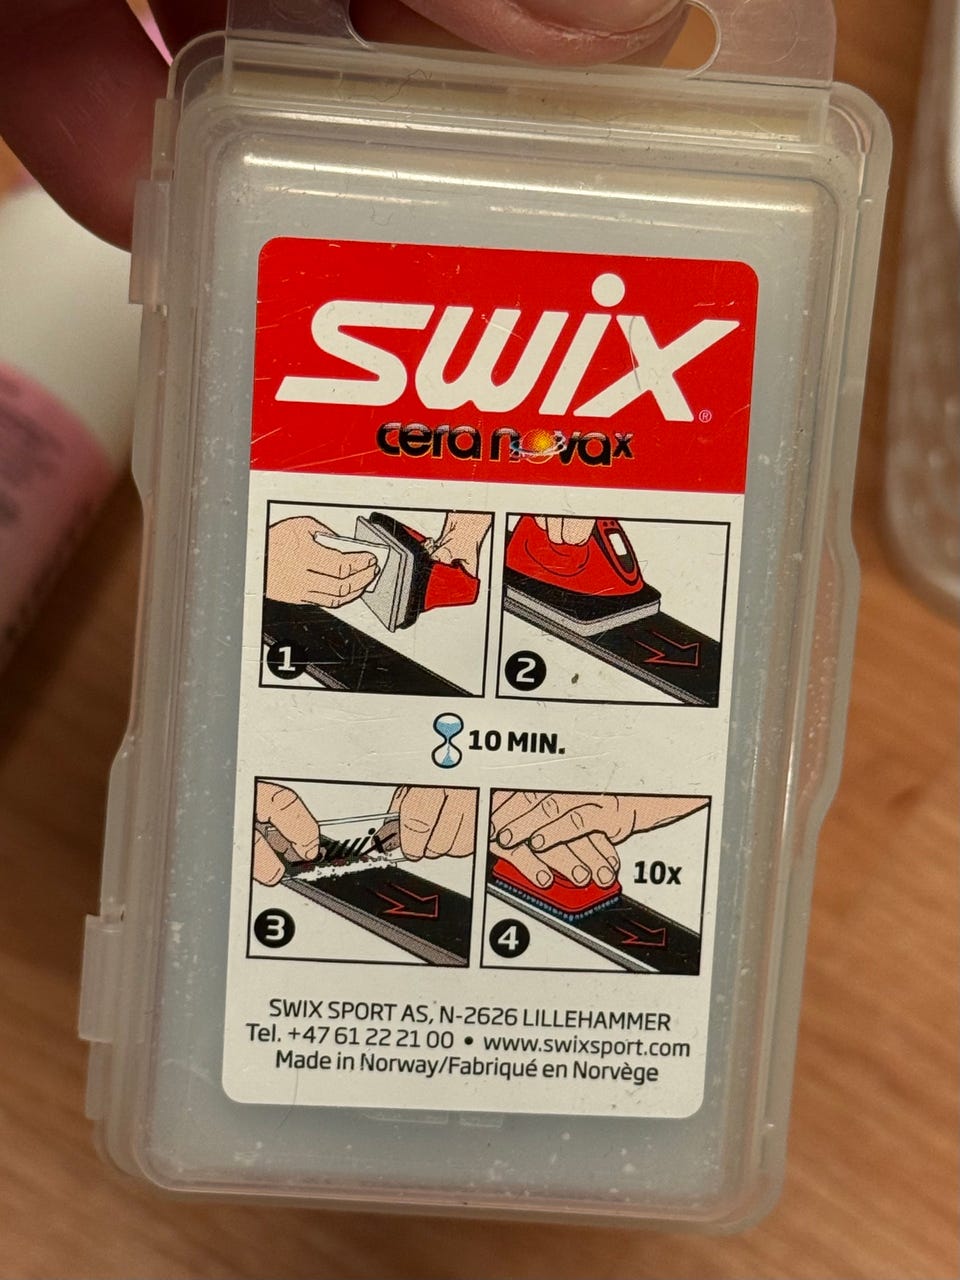 swix®
cera nova x
1
2
10 MIN.
swix
3
10x
4
SWIX SPORT AS, N-2626 LILLEHAMMER
Tel. +47 61 22 21 00 • www.swixsport.com
Made in Norway/Fabriqué en Norvège